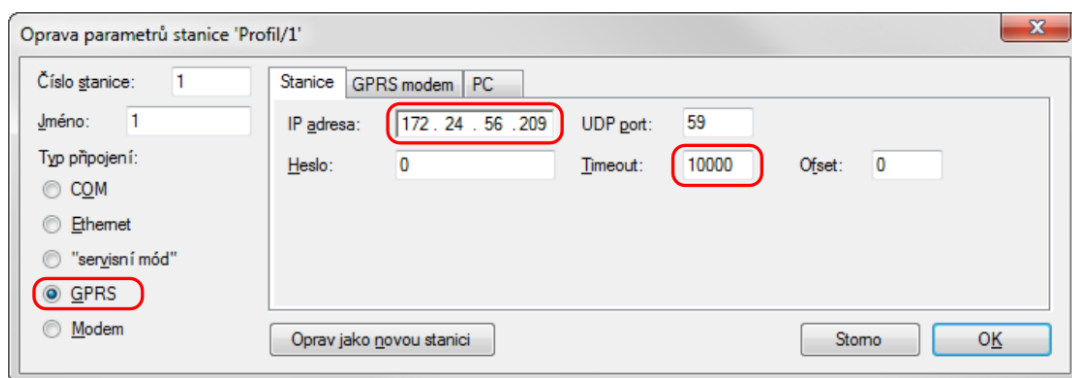 Oprava parametrů stanice 'Profil/1'
Číslo stanice: 1
Jméno: 1
Typ připojení:
COM
Ethernet
"servisní mód"
GPRS
Modem
Stanice GPRS modem PC
IP adresa: 172 . 24 . 56 .209 UDP port: 59
Heslo: 0 Timeout: 10000 Ofset: 0
Oprav jako novou stanici Storno OK